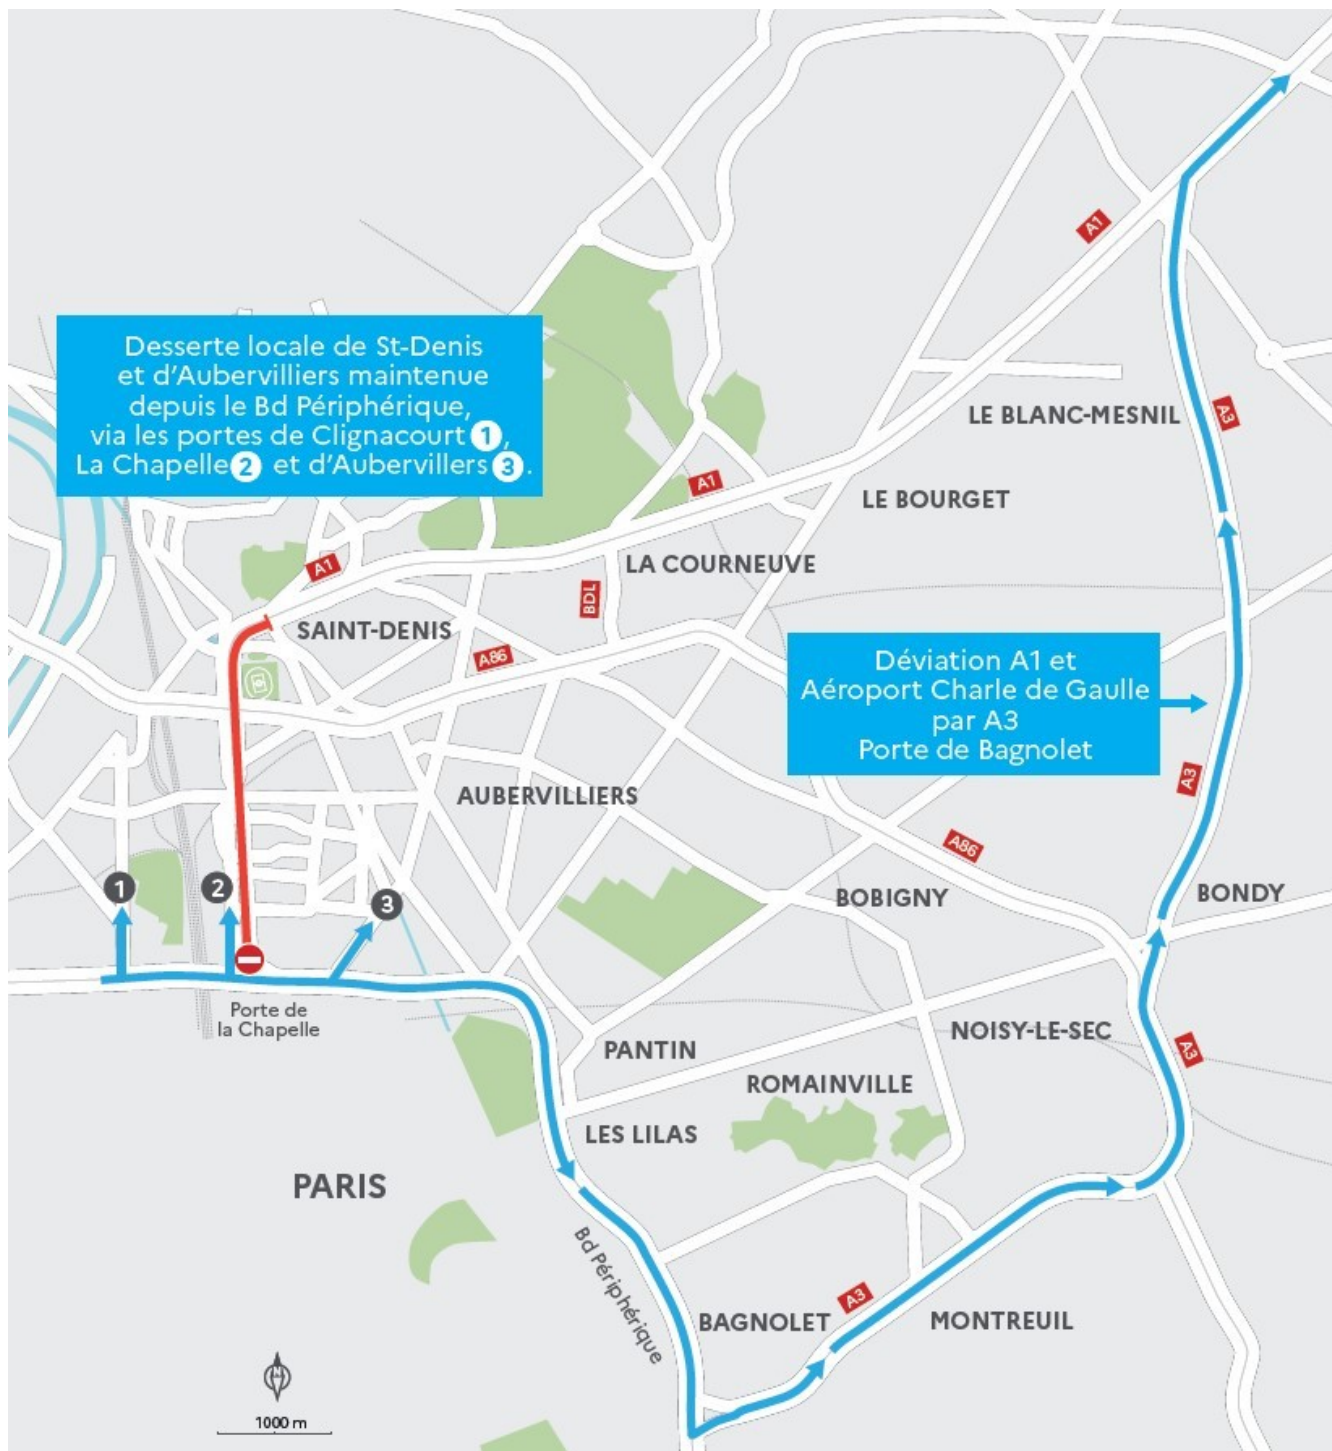 A1
Desserte locale de St-Denis
et d'Aubervilliers maintenue
depuis le Bd Périphérique,
via les portes de Clignacourt 1,
La Chapelle 2 et d'Aubervillers 3.
A3
LE BLANC-MESNIL
A1
LE BOURGET
A1
LA COURNEUVE
BDL
SAINT-DENIS
A86
Déviation A1 et
Aéroport Charle de Gaulle
par A3
Porte de Bagnolet
A3
AUBERVILLIERS
A86
1
2
3
BOBIGNY
BONDY
Porte de
la Chapelle
PANTIN
NOISY-LE-SEC
A3
ROMAINVILLE
LES LILAS
PARIS
Bd Périphérique
BAGNOLET
A3
MONTREUIL
N
1000 m